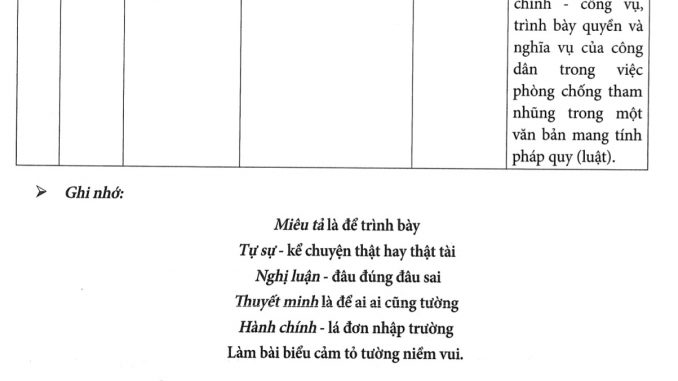 chính - công vụ,
trình bày quyền và
nghĩa vụ của công
dân trong việc
phòng chống tham
nhũng trong một
văn bản mang tính
pháp quy (luật).
➤ Ghi nhớ:
Miêu tả là để trình bày
Tự sự - kể chuyện thật hay thật tài
Nghị luận - đâu đúng đâu sai
Thuyết minh là để ai ai cũng tường
Hành chính - lá đơn nhập trường
Làm bài biểu cảm tỏ tường niềm vui.